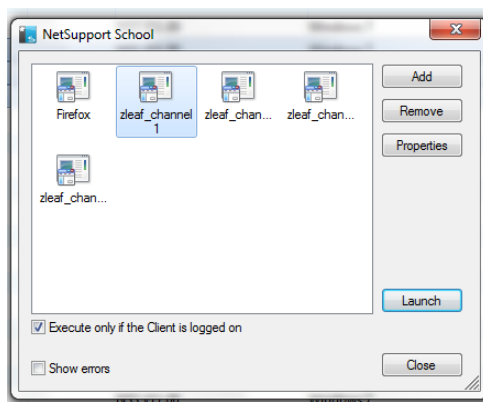 NetSupport School
Firefox
zleaf_channel
1
zleaf_chan...
zleaf_chan...
zleaf_chan...
Add
Remove
Properties
Launch
Execute only if the Client is logged on
Show errors
Close